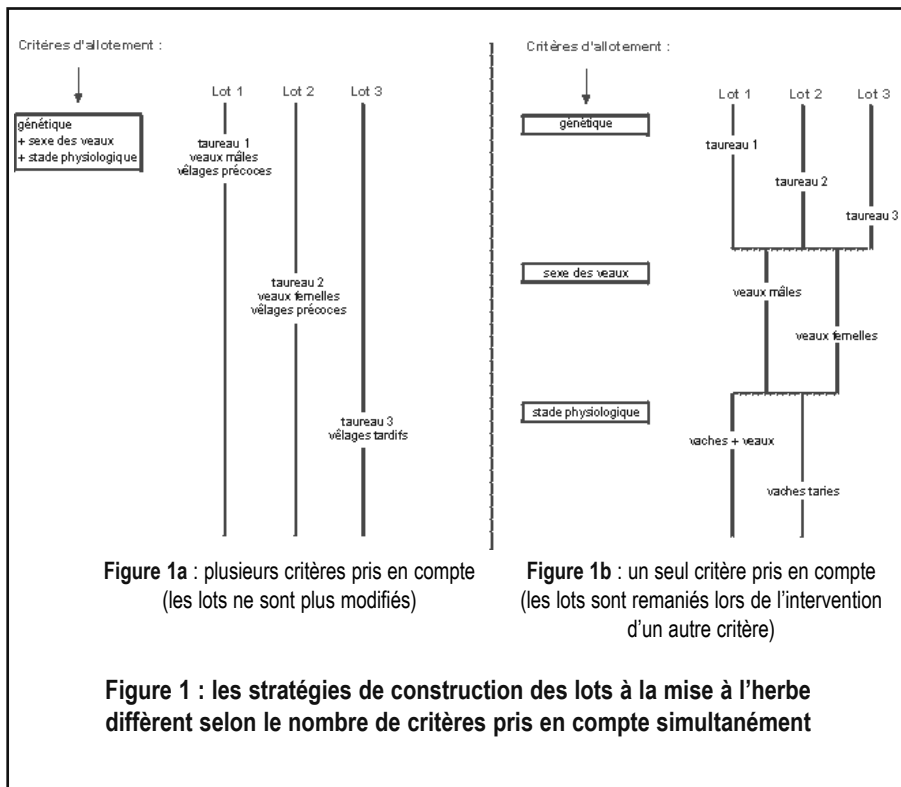 Critères d'allotement :
Lot 1 Lot 2 Lot 3
génétique
+ sexe des veaux
+ stade physiologique
taureau 1
veaux mâles
vêlages précoces
taureau 2
veaux femelles
vêlages précoces
taureau 3
vêlages tardifs
Figure 1a : plusieurs critères pris en compte
(les lots ne sont plus modifiés)
Critères d'allotement :
Lot 1 Lot 2 Lot 3
génétique
taureau 1
taureau 2
taureau 3
sexe des veaux
veaux mâles
veaux femelles
stade physiologique
vaches + veaux
vaches taries
Figure 1b : un seul critère pris en compte
(les lots sont remaniés lors de l'intervention
d'un autre critère)
Figure 1 : les stratégies de construction des lots à la mise à l'herbe
diffèrent selon le nombre de critères pris en compte simultanément